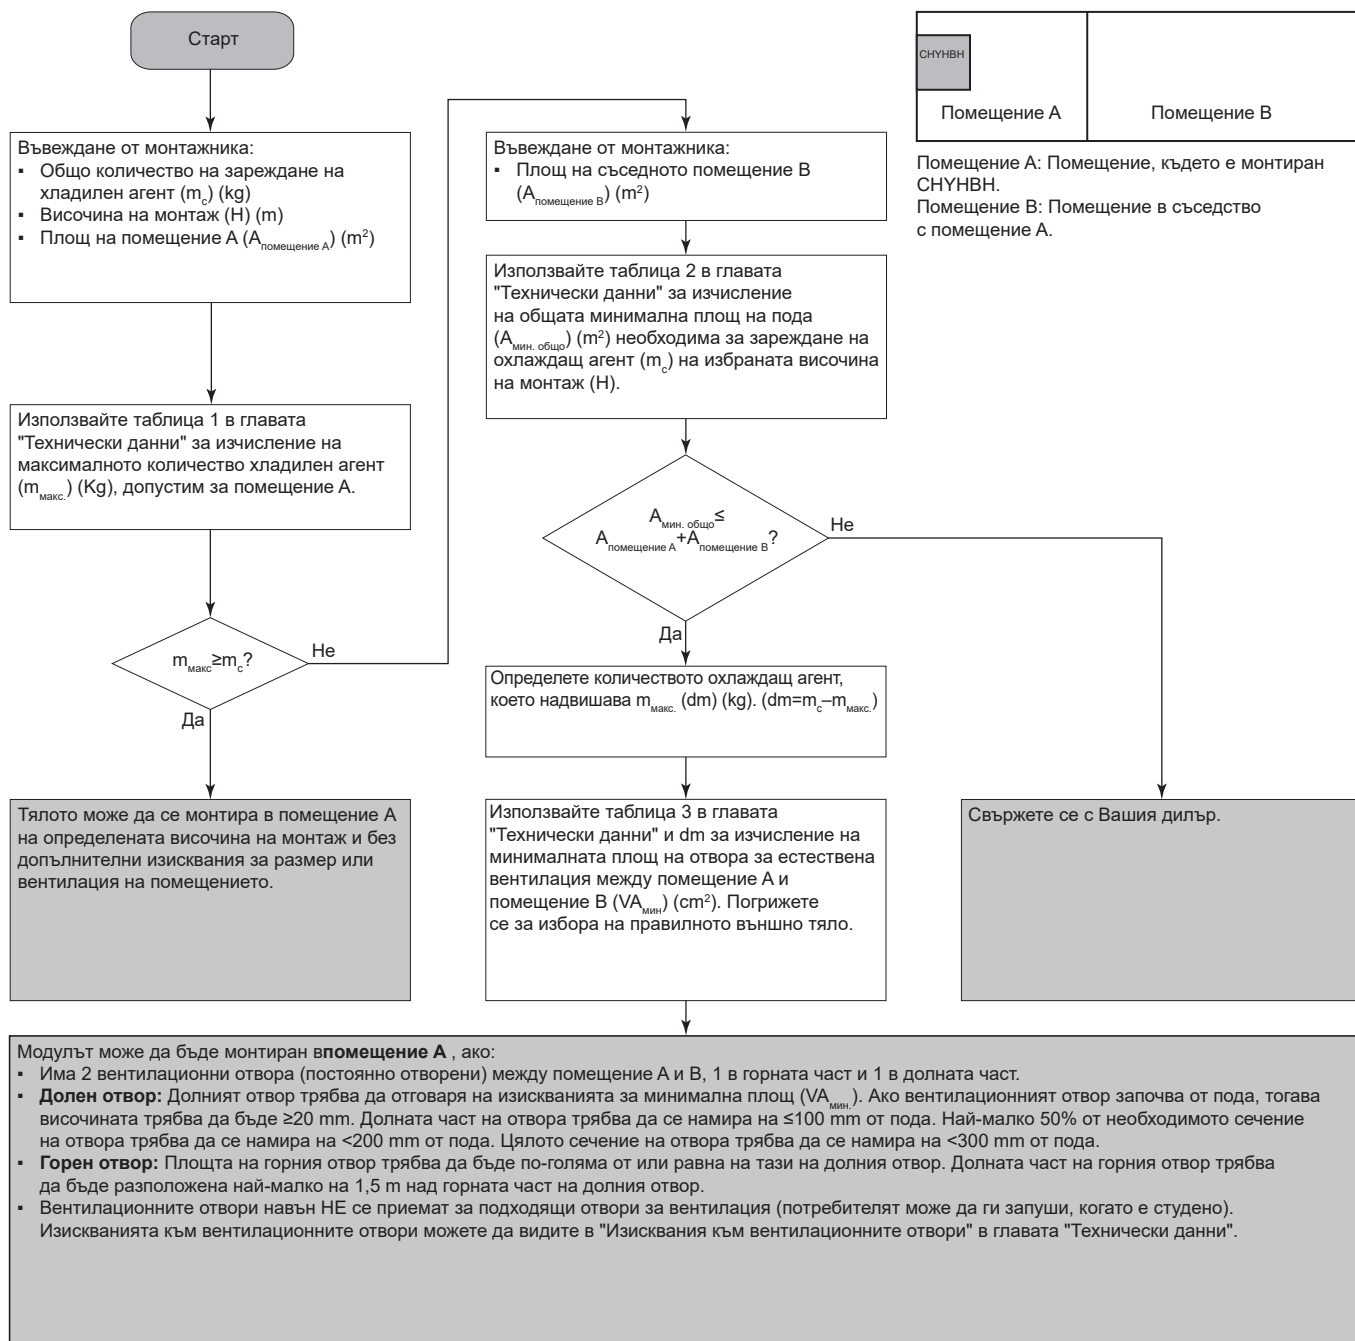 Старт
Въвеждане от монтажника:
▪ Общо количество на зареждане на
хладилен агент (mc) (kg)
▪ Височина на монтаж (H) (m)
▪ Площ на помещение A (Aпомещение A) (m²)
Използвайте таблица 1 в главата
"Технически данни" за изчисление на
максималното количество хладилен агент
(mмакс.) (Kg), допустим за помещение A.
mмакс≥mc?
Не
Да
Тялото може да се монтира в помещение A
на определената височина на монтаж и без
допълнителни изисквания за размер или
вентилация на помещението.
Въвеждане от монтажника:
▪ Площ на съседното помещение B
(Aпомещение B) (m²)
Използвайте таблица 2 в главата
"Технически данни" за изчисление
на общата минимална площ на пода
(Aмин. общо) (m²) необходима за зареждане на
охлаждащ агент (mc) на избраната височина
на монтаж (H).
Aмин. общо≤
Aпомещение A+Aпомещение B?
Не
Да
Определете количеството охлаждащ агент,
което надвишава mмакс. (dm) (kg). (dm=mc–mмакс.)
Използвайте таблица 3 в главата
"Технически данни" и dm за изчисление на
минималната площ на отвора за естествена
вентилация между помещение A и
помещение B (VAмин) (cm²). Погрижете
се за избора на правилното външно тяло.
CHYHBH
Помещение A
Помещение B
Помещение A: Помещение, където е монтиран
CHYHBH.
Помещение B: Помещение в съседство
с помещение A.
Свържете се с Вашия дилър.
Модулът може да бъде монтиран впомещение A , ако:
▪ Има 2 вентилационни отвора (постоянно отворени) между помещение A и B, 1 в горната част и 1 в долната част.
▪ Долен отвор: Долният отвор трябва да отговаря на изискванията за минимална площ (VAмин.). Ако вентилационният отвор започва от пода, тогава
височината трябва да бъде ≥20 mm. Долната част на отвора трябва да се намира на ≤100 mm от пода. Най-малко 50% от необходимото сечение
на отвора трябва да се намира на <200 mm от пода. Цялото сечение на отвора трябва да се намира на <300 mm от пода.
▪ Горен отвор: Площта на горния отвор трябва да бъде по-голяма от или равна на тази на долния отвор. Долната част на горния отвор трябва
да бъде разположена най-малко на 1,5 m над горната част на долния отвор.
▪ Вентилационните отвори навън НЕ се приемат за подходящи отвори за вентилация (потребителят може да ги запуши, когато е студено).
Изискванията към вентилационните отвори можете да видите в "Изисквания към вентилационните отвори" в главата "Технически данни".